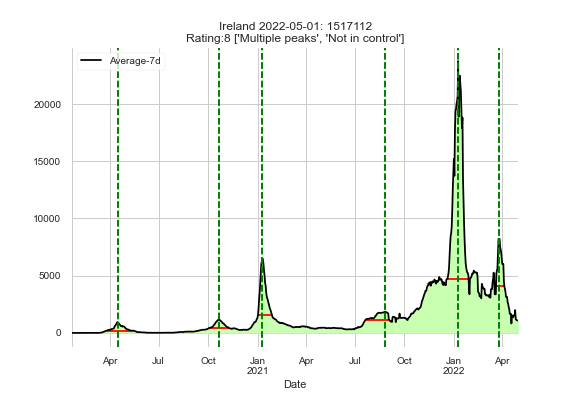 Ireland 2022-05-01: 1517112
Rating:8 ['Multiple peaks', 'Not in control']
Average-7d
20000
15000
10000
5000
0
Apr Jul Oct Jan Apr Jul Oct Jan Apr
2021 2022
Date